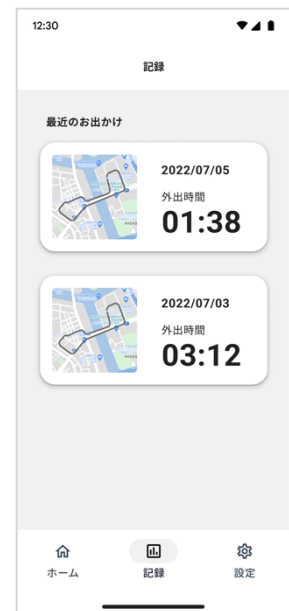 12:30
記録
最近のお出かけ
2022/07/05
外出時間
01:38
2022/07/03
外出時間
03:12
ホーム
記録
設定